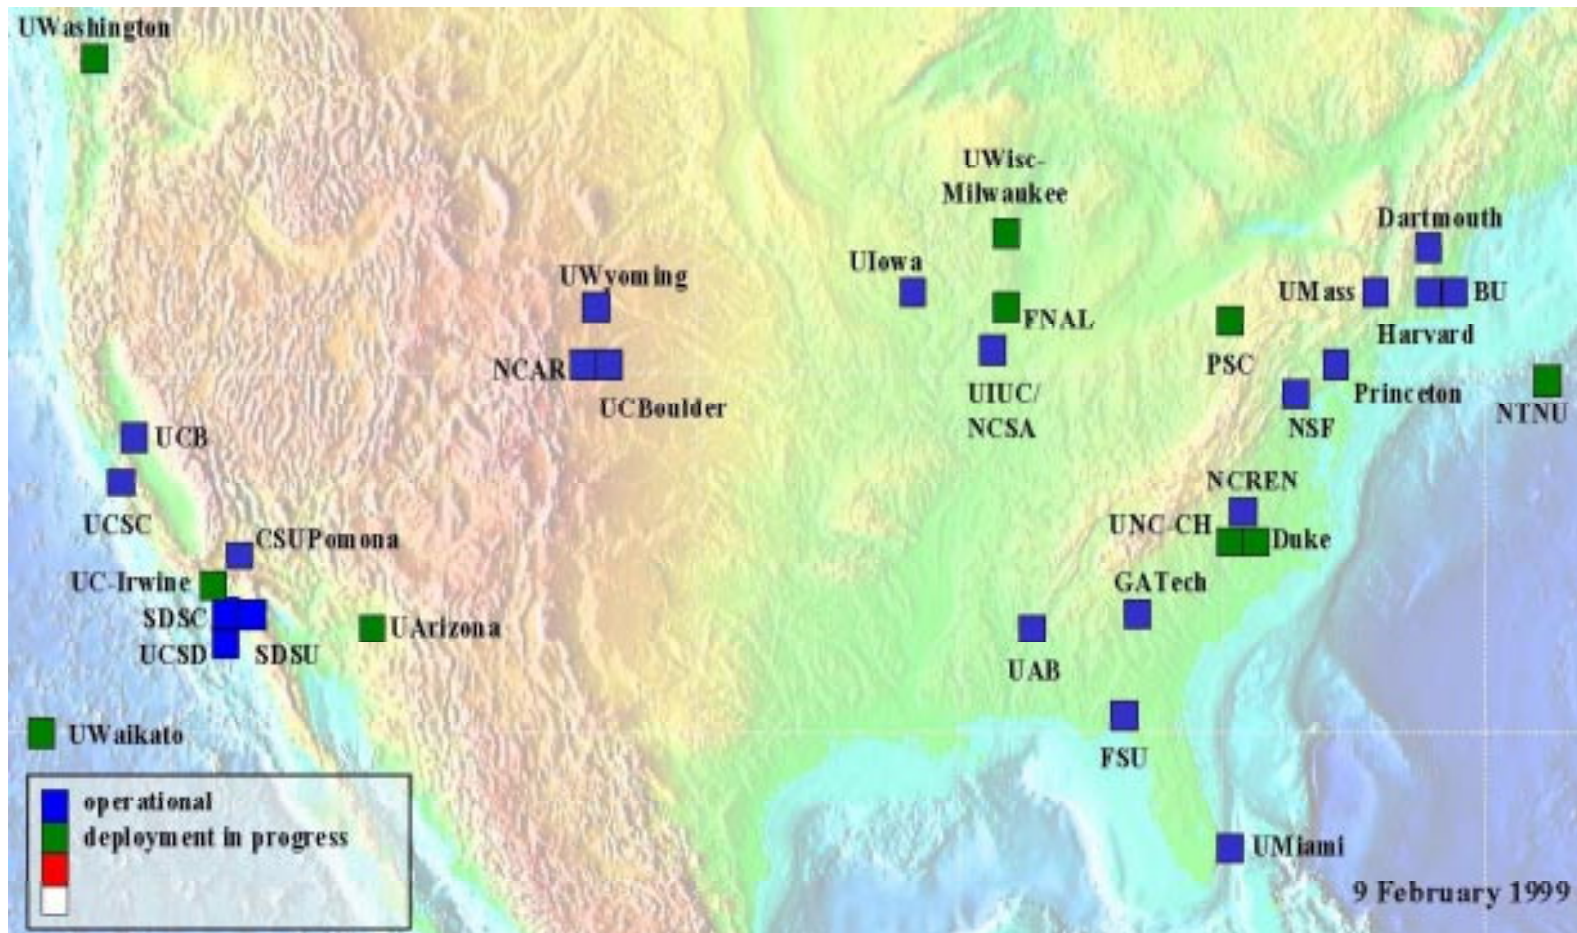 UWashington
UWisc-
Milwaukee
Dartmouth
UIowa
UWyoming
UMass
BU
FNAL
Harvard
PSC
NCAR
Princeton
UIUC/
NCSA
UCBoulder
NSF
NTNU
UCB
NCREN
UCSC
UNC-CH
Duke
CSUPomona
UC-Irwine
GATech
SDSC
UArizona
UCSD
SDSU
UAB
UWaikato
FSU
operational
deployment in progress
UMiami
9 February 1999